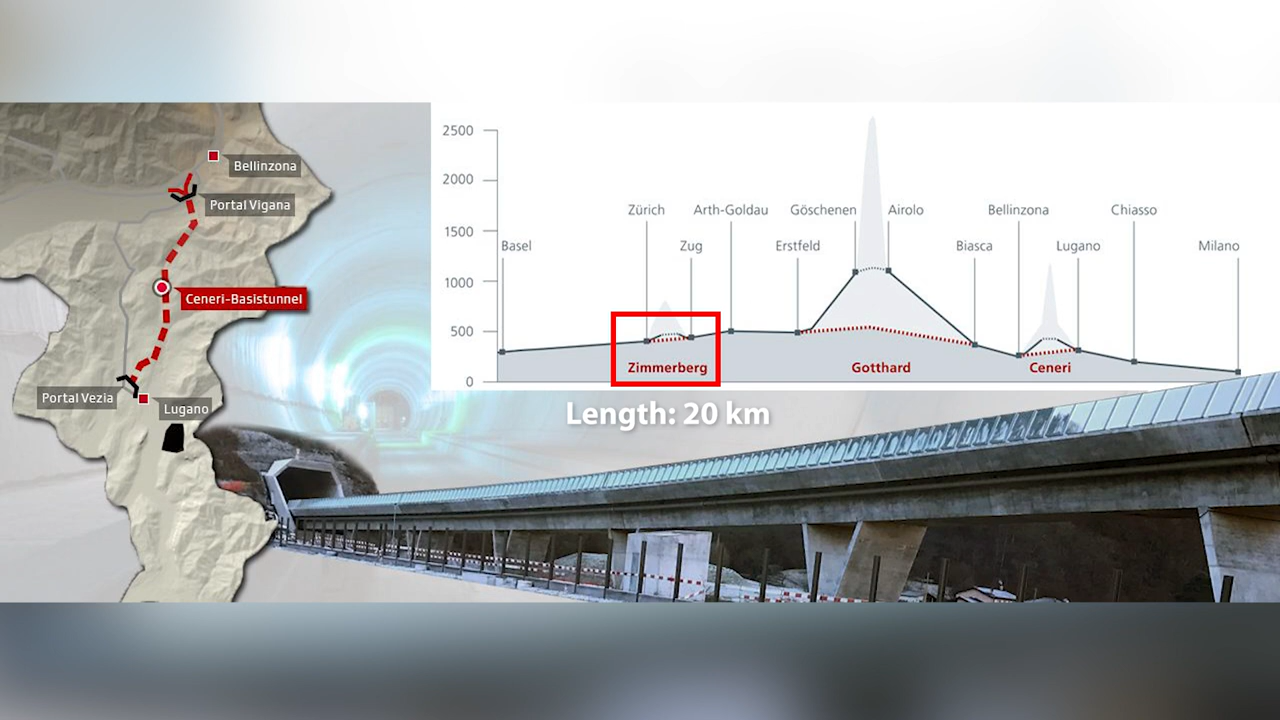 Bellinzona
Portal Vigana
Ceneri-Basistunnel
Portal Vezia
Lugano
2500
2000
1500
1000
500
0
Zürich
Arth-Goldau
Göschenen
Airolo
Bellinzona
Chiasso
Basel
Zug
Erstfeld
Biasca
Lugano
Milano
Zimmerberg
Gotthard
Ceneri
Length: 20 km